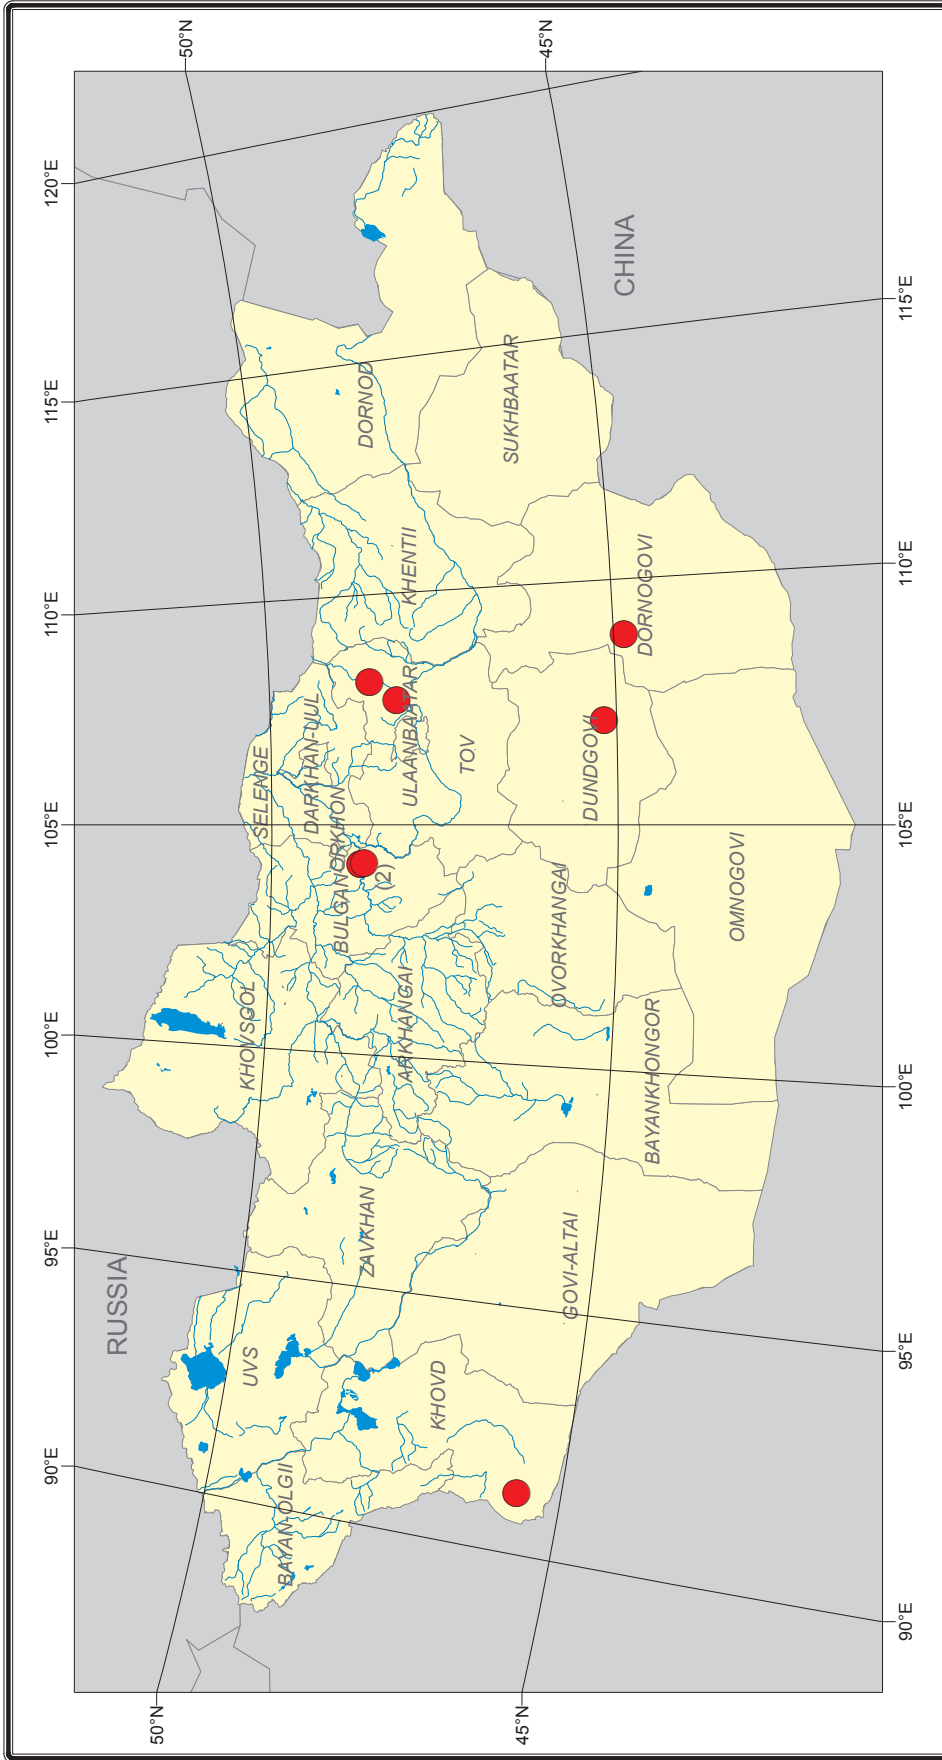 50°N
45°N
120°E
115°E
110°E
105°E
100°E
95°E
90°E
RUSSIA
CHINA
DORNOD
SUKHBAATAR
KHENTII
DORNOGOVI
SELENGE
DARKHAN-UUL
ULAANBAATAR
TOV
DUNDGOVI
ORKHON
BULGAN
(2)
OVORKHANGAI
OMNOGOVI
KHOVSGOL
ARKHANGAI
BAYANKHONGOR
ZAVKHAN
GOVI-ALTAI
UVS
KHOVD
BAYAN-OLGII
115°E
110°E
105°E
100°E
95°E
90°E
50°N
45°N